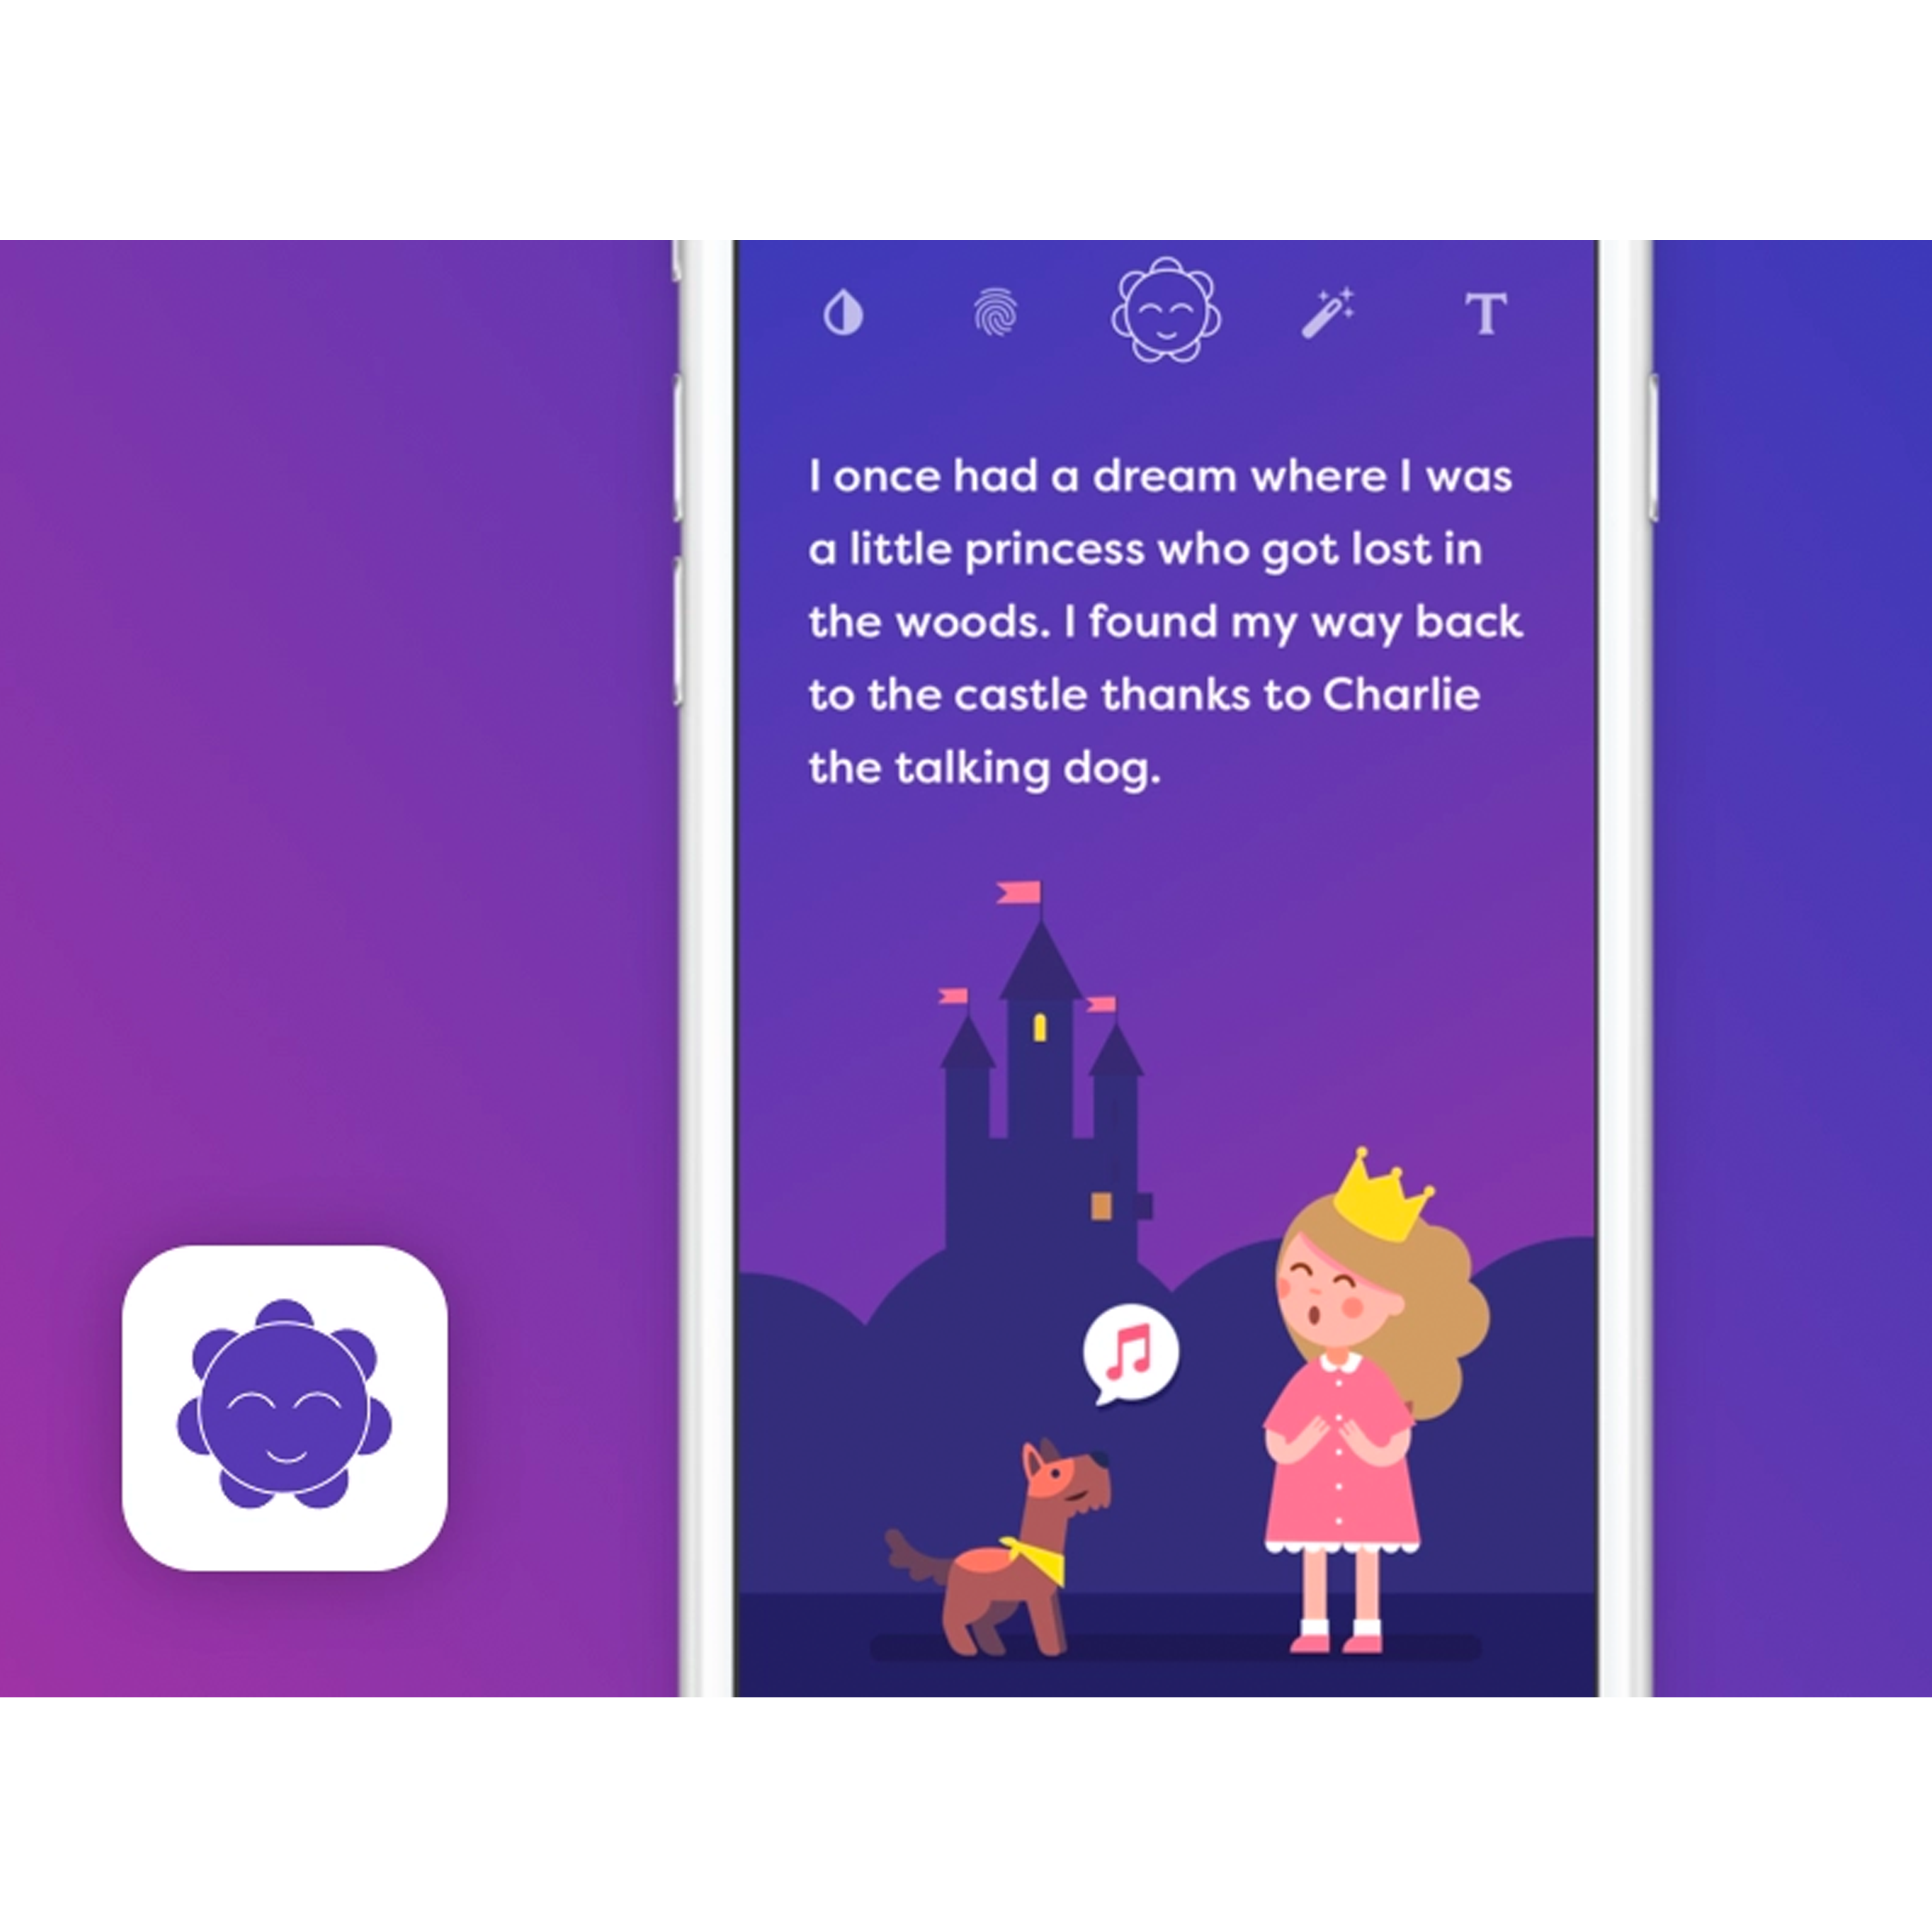 T
I once had a dream where I was
a little princess who got lost in
the woods. I found my way back
to the castle thanks to Charlie
the talking dog.